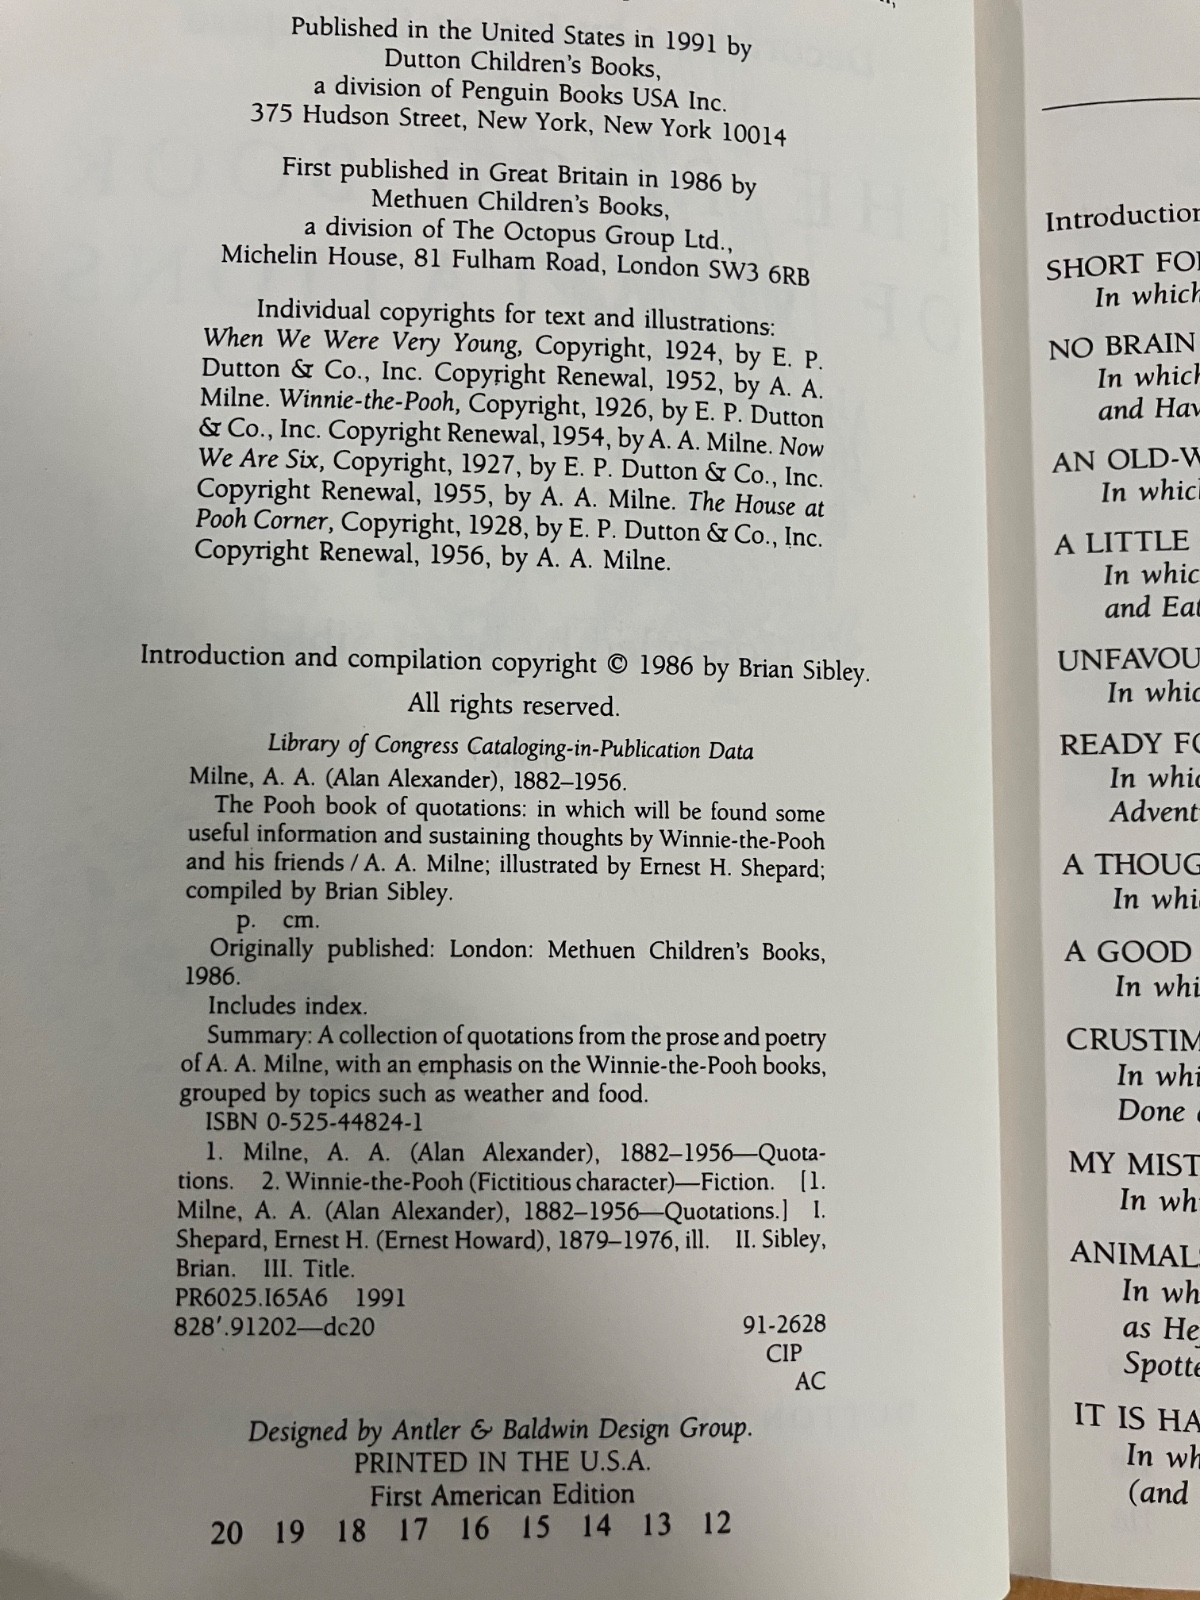 Published in the United States in 1991 by
Dutton Children's Books,
a division of Penguin Books USA Inc.
375 Hudson Street, New York, New York 10014
First published in Great Britain in 1986 by
Methuen Children's Books,
a division of The Octopus Group Ltd.,
Michelin House, 81 Fulham Road, London SW3 6RB
Individual copyrights for text and illustrations:
When We Were Very Young, Copyright, 1924, by E. P.
Dutton & Co., Inc. Copyright Renewal, 1952, by A. A.
Milne. Winnie-the-Pooh, Copyright, 1926, by E. P. Dutton
& Co., Inc. Copyright Renewal, 1954, by A. A. Milne. Now
We Are Six, Copyright, 1927, by E. P. Dutton & Co., Inc.
Copyright Renewal, 1955, by A. A. Milne. The House at
Pooh Corner, Copyright, 1928, by E. P. Dutton & Co., Inc.
Copyright Renewal, 1956, by A. A. Milne.
Introduction and compilation copyright © 1986 by Brian Sibley.
All rights reserved.
Library of Congress Cataloging-in-Publication Data
Milne, A. A. (Alan Alexander), 1882–1956.
The Pooh book of quotations: in which will be found some
useful information and sustaining thoughts by Winnie-the-Pooh
and his friends / A. A. Milne; illustrated by Ernest H. Shepard;
compiled by Brian Sibley.
p. cm.
Originally published: London: Methuen Children's Books,
1986.
Includes index.
Summary: A collection of quotations from the prose and poetry
of A. A. Milne, with an emphasis on the Winnie-the-Pooh books,
grouped by topics such as weather and food.
ISBN 0-525-44824-1
1. Milne, A. A. (Alan Alexander), 1882–1956—Quota-
tions. 2. Winnie-the-Pooh (Fictitious character)—Fiction. [1.
Milne, A. A. (Alan Alexander), 1882–1956—Quotations.] I.
Shepard, Ernest H. (Ernest Howard), 1879–1976, ill. II. Sibley,
Brian. III. Title.
PR6025.I65A6 1991
828'.91202—dc20 91-2628
CIP
AC
Designed by Antler & Baldwin Design Group.
PRINTED IN THE U.S.A.
First American Edition
20 19 18 17 16 15 14 13 12
Introduction
SHORT FO
In which
NO BRAIN
In which
and Hav
AN OLD-W
In which
A LITTLE
In whic
and Eat
UNFAVOU
In whic
READY FO
In whic
Advent
A THOUG
In whi
A GOOD
In whi
CRUSTIM
In whi
Done
MY MIST
In wh
ANIMALS
In wh
as He
Spotte
IT IS HA
In wh
(and